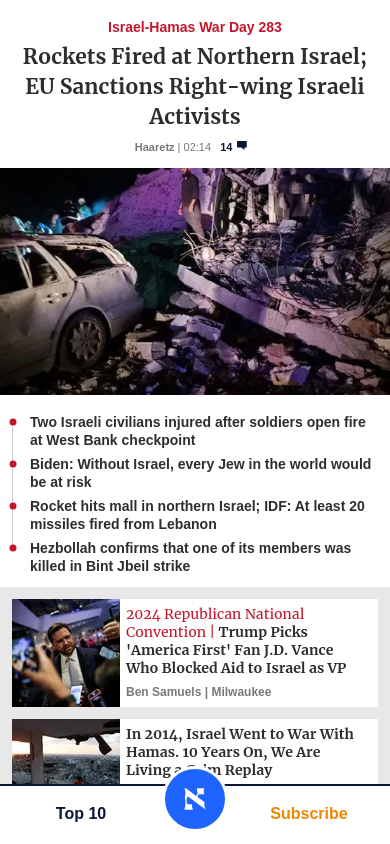 Israel-Hamas War Day 283
Rockets Fired at Northern Israel;
EU Sanctions Right-wing Israeli
Activists
Haaretz | 02:14 14
Two Israeli civilians injured after soldiers open fire
at West Bank checkpoint
Biden: Without Israel, every Jew in the world would
be at risk
Rocket hits mall in northern Israel; IDF: At least 20
missiles fired from Lebanon
Hezbollah confirms that one of its members was
killed in Bint Jbeil strike
2024 Republican National
Convention | Trump Picks
'America First' Fan J.D. Vance
Who Blocked Aid to Israel as VP
Ben Samuels | Milwaukee
In 2014, Israel Went to War With
Hamas. 10 Years On, We Are
Living a Grim Replay
Top 10
Subscribe